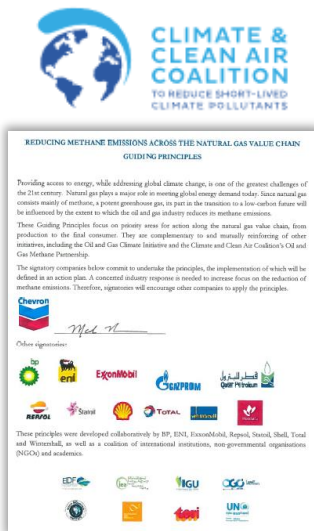 CLIMATE &
CLEAN AIR
COALITION
TO REDUCE SHORT-LIVED
CLIMATE POLLUTANTS
REDUCING METHANE EMISSIONS ACROSS THE NATURAL GAS VALUE CHAIN
GUIDING PRINCIPLES
Providing access to energy, while addressing global climate change, is one of the greatest challenges of
the 21st century. Natural gas plays a major role in meeting global energy demand today. Since natural gas
consists mainly of methane, a potent greenhouse gas, its part in the transition to a low-carbon future will
be influenced by the extent to which the oil and gas industry reduces its methane emissions.
These Guiding Principles focus on priority areas for action along the natural gas value chain, from
production to the final consumer. They are complementary to and mutually reinforcing of other
initiatives, including the Oil and Gas Climate Initiative and the Climate and Clean Air Coalition's Oil and
Gas Methane Partnership.
The signatory companies below commit to undertake the principles, the implementation of which will be
defined in an action plan. A concerted industry response is needed to increase focus on the reduction of
methane emissions. Therefore, signatories will encourage other companies to apply the principles.
Chevron
Other signatories:
bp
eni
ExxonMobil
GAZPROM
قطر للبترول
Qatar Petroleum
REPSOL
Statoil
TOTAL
wintershall
These principles were developed collaboratively by BP, ENI, ExxonMobil, Repsol, Statoil, Shell, Total
and Wintershall, as well as a coalition of international institutions, non-governmental organisations
(NGOs) and academics.
EDF
IGU
OGCI
teri
UN